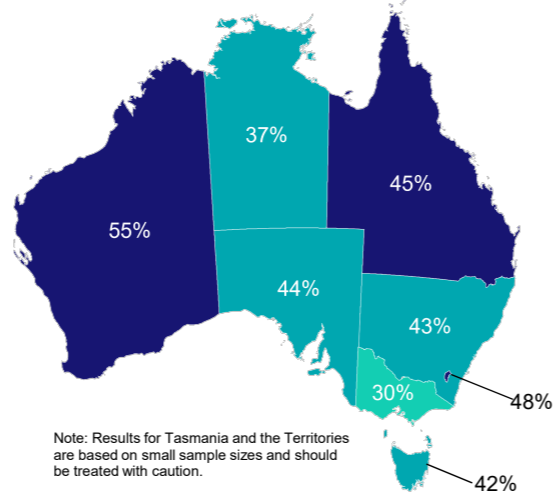 37%
45%
55%
44%
43%
30%
48%
Note: Results for Tasmania and the Territories
are based on small sample sizes and should
be treated with caution.
42%